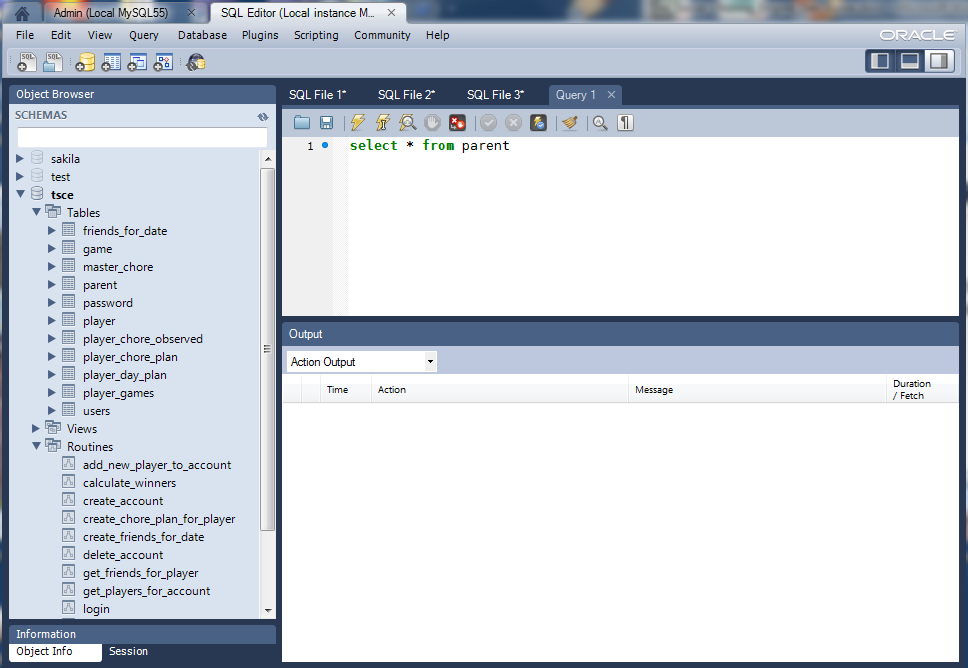 Admin (Local MySQL55)
SQL Editor (Local instance M...
File Edit View Query Database Plugins Scripting Community Help
ORACLE
SQL SQL
Object Browser
SQL File 1* SQL File 2* SQL File 3* Query 1
SCHEMAS
1 select * from parent
sakila
test
tsce
Tables
friends_for_date
game
master_chore
parent
password
player
player_chore_observed
player_chore_plan
player_day_plan
player_games
users
Views
Routines
add_new_player_to_account
calculate_winners
create_account
create_chore_plan_for_player
create_friends_for_date
delete_account
get_friends_for_player
get_players_for_account
login
Information
Object Info Session
Output
Action Output
Time Action Message Duration
/ Fetch